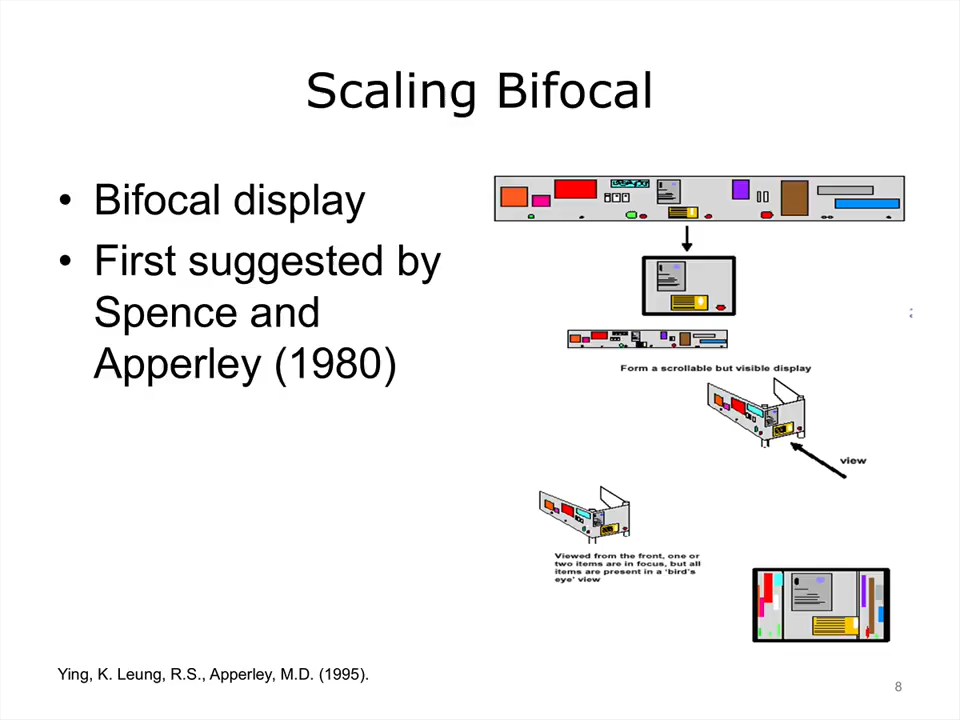 Scaling Bifocal
• Bifocal display
• First suggested by
Spence and
Apperley (1980)
Form a scrollable but visible display
view
Viewed from the front, one or
two items are in focus, but all
items are present in a 'bird's
eye' view
Ying, K. Leung, R.S., Apperley, M.D. (1995).
8